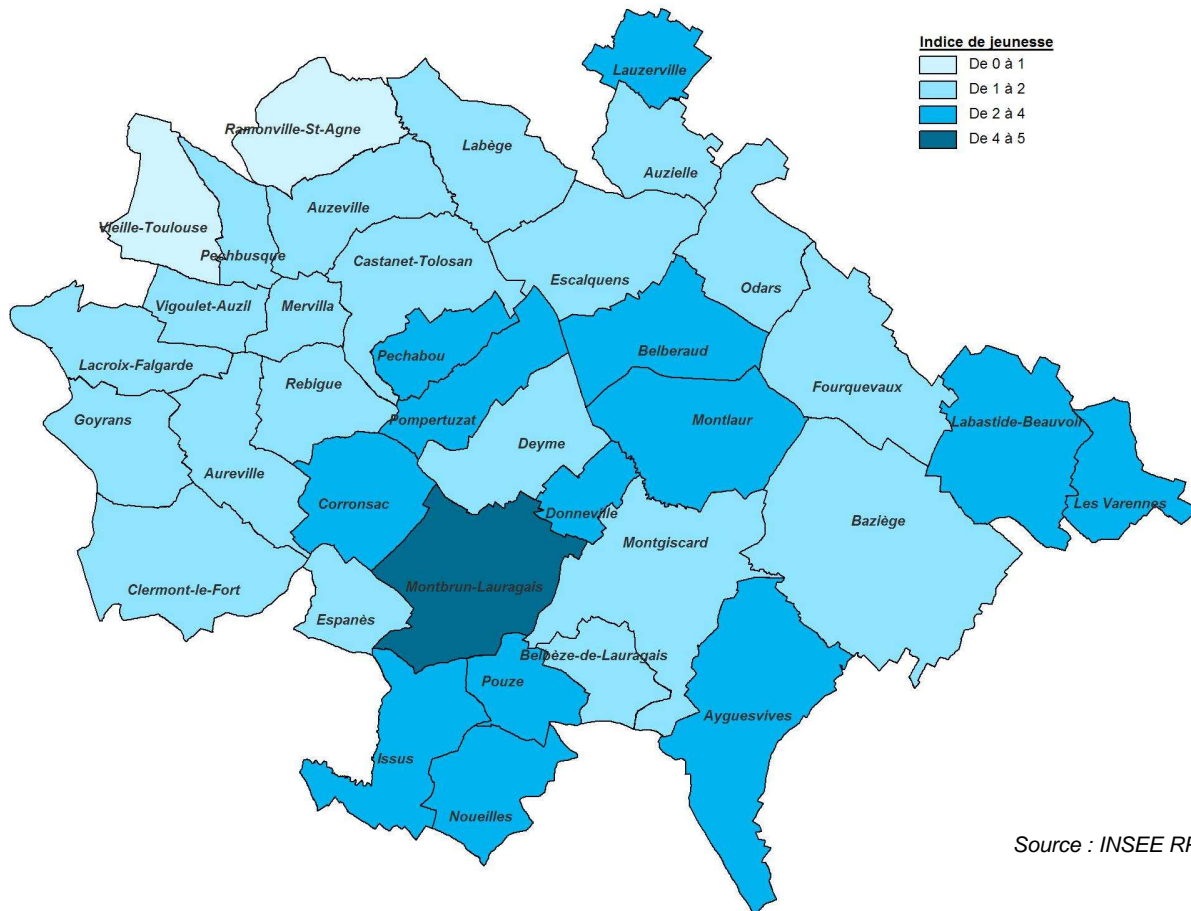 Indice de jeunesse
De 0 à 1
De 1 à 2
De 2 à 4
De 4 à 5
Lauzerville
Ramonville-St-Agne
Labège
Auzielle
Auzeville
Vieille-Toulouse
Pechbusque
Castanet-Tolosan
Escalquens
Odars
Vigoulet-Auzil
Mervilla
Pechabou
Belberaud
Lacroix-Falgarde
Rebigue
Fourquevaux
Goyrans
Pompertuzat
Montlaur
Labastide-Beauvoir
Deyme
Aureville
Corronsac
Donneville
Les Varennes
Baziège
Montgiscard
Clermont-le-Fort
Montbrun-Lauragais
Espanès
Belbèze-de-Lauragais
Pouze
Ayguesvives
Issus
Noueilles
Source : INSEE RP